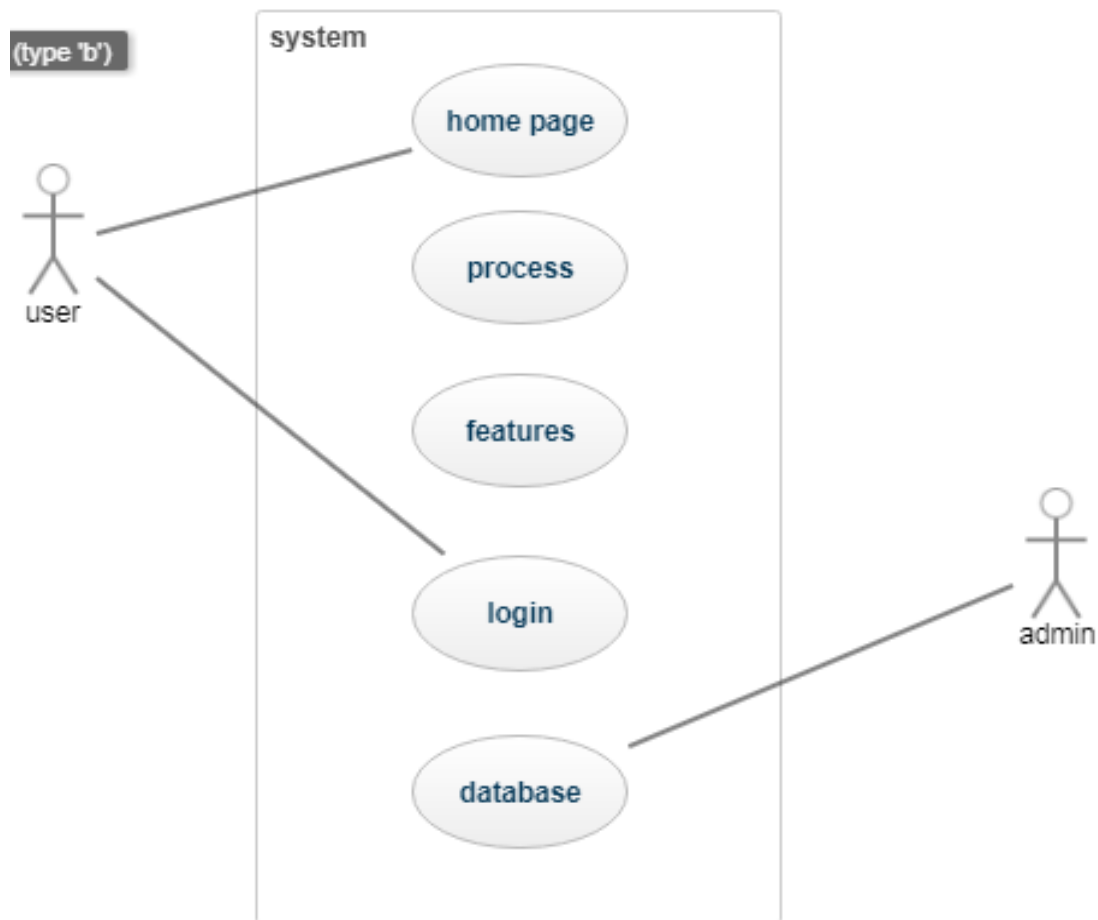 system
(type 'b')
home page
process
user
features
login
admin
database